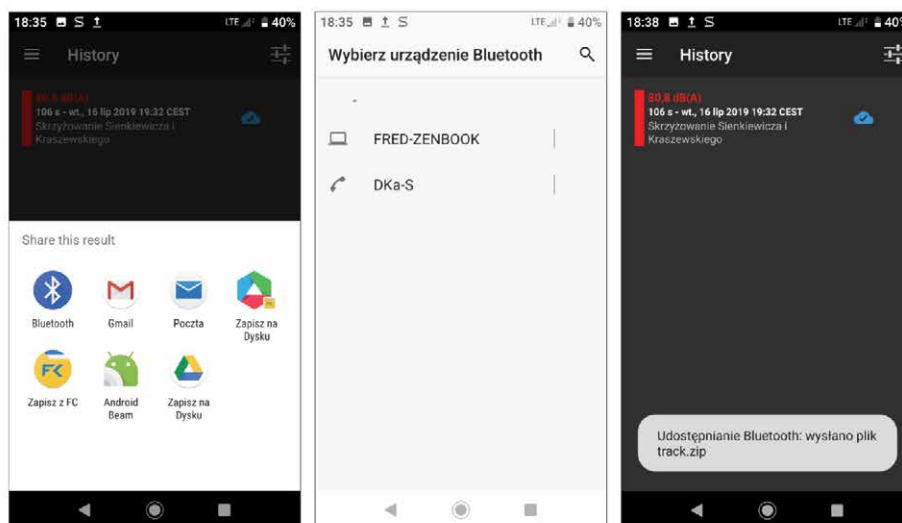 18:35 S LTE 40%
History
80,8 dB(A)
106 s - wt., 16 lip 2019 19:32 CEST
Skrzyżowanie Sienkiewicza i
Kraszewskiego
Share this result
Bluetooth
Gmail
Poczta
Zapisz na
Dysku
Zapisz z FC
Android
Beam
Zapisz na
Dysku
18:35 S LTE 40%
Wybierz urządzenie Bluetooth
-
FRED-ZENBOOK
DKa-S
18:38 S LTE 40%
History
80,8 dB(A)
106 s - wt., 16 lip 2019 19:32 CEST
Skrzyżowanie Sienkiewicza i
Kraszewskiego
Udostępnianie Bluetooth: wysłano plik
track.zip